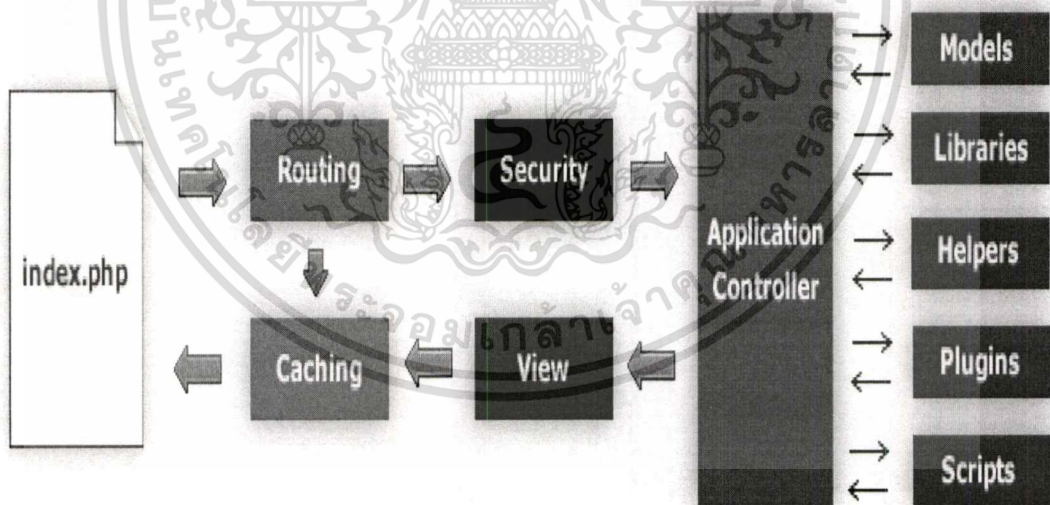 index.php
Routing
Security
Caching
View
Application
Controller
Models
Libraries
Helpers
Plugins
Scripts